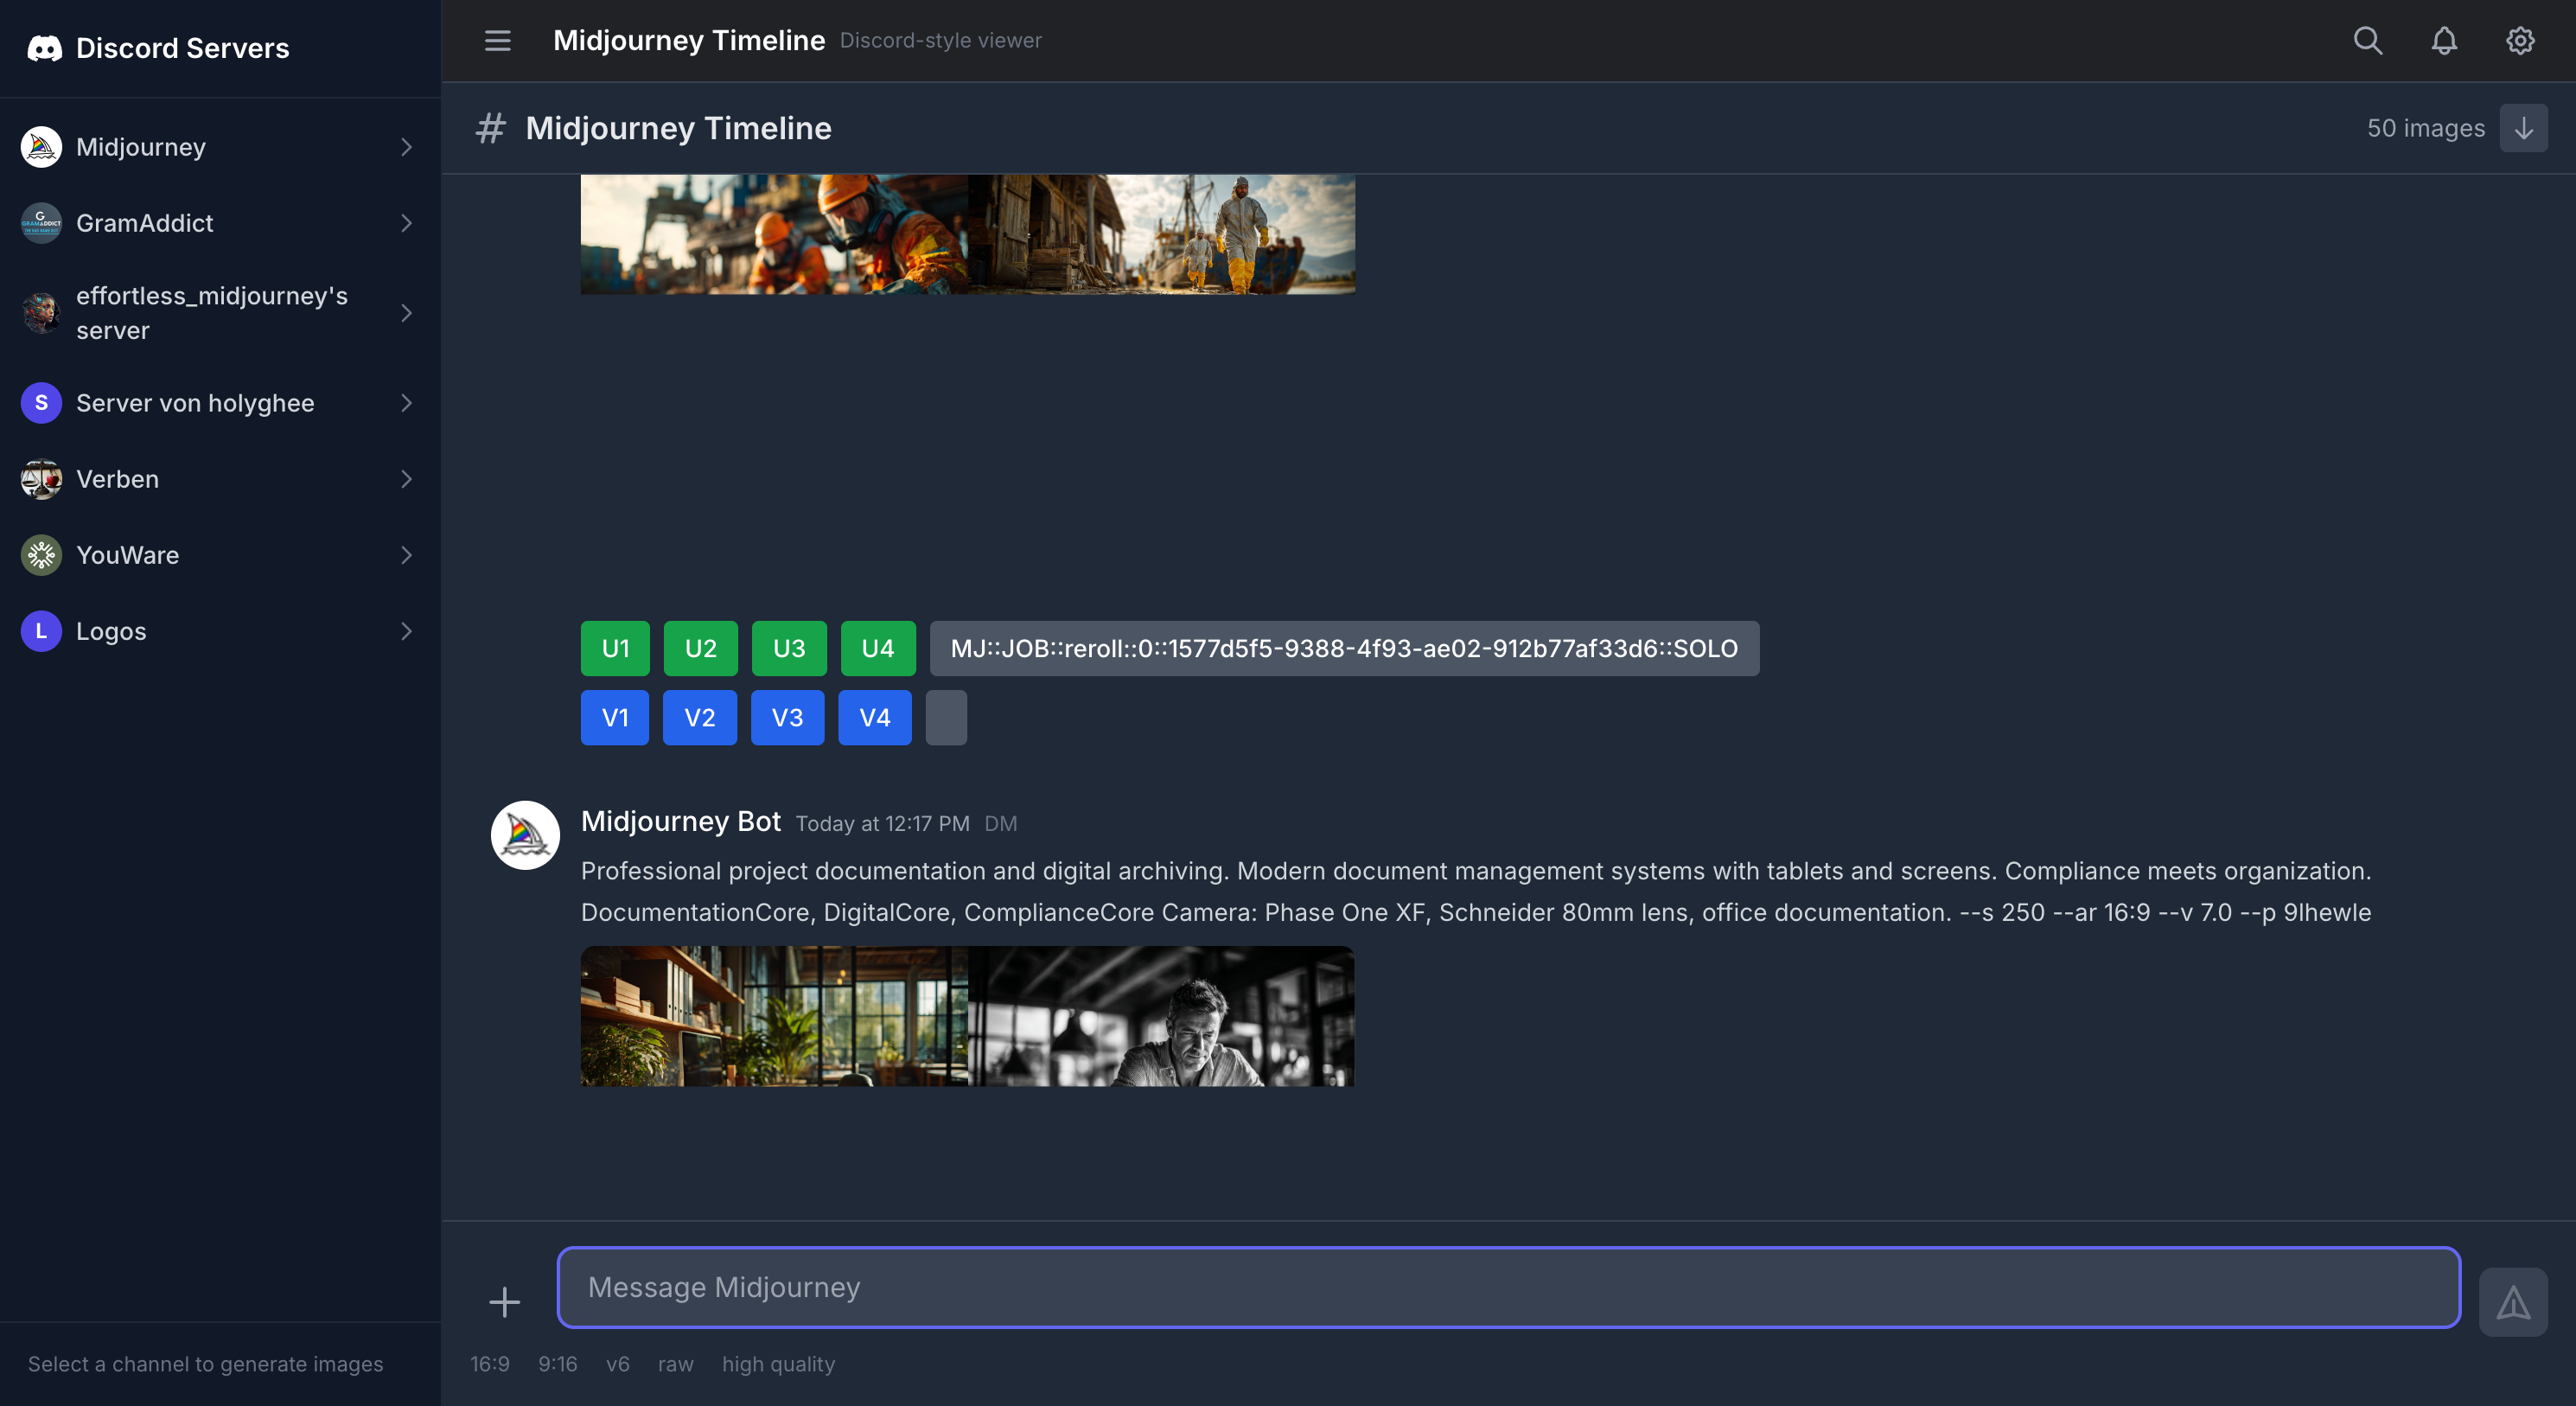 Discord Servers
Midjourney
G
GRAMADDICT
GramAddict
effortless_midjourney's
server
S
Server von holyghee
Verben
YouWare
L
Logos
Select a channel to generate images
Midjourney Timeline Discord-style viewer
# Midjourney Timeline
50 images
U1 U2 U3 U4 MJ::JOB::reroll::0::1577d5f5-9388-4f93-ae02-912b77af33d6::SOLO
V1 V2 V3 V4
Midjourney Bot Today at 12:17 PM DM
Professional project documentation and digital archiving. Modern document management systems with tablets and screens. Compliance meets organization.
DocumentationCore, DigitalCore, ComplianceCore Camera: Phase One XF, Schneider 80mm lens, office documentation. --s 250 --ar 16:9 --v 7.0 --p 9lhewle
Message Midjourney
16:9 9:16 v6 raw high quality